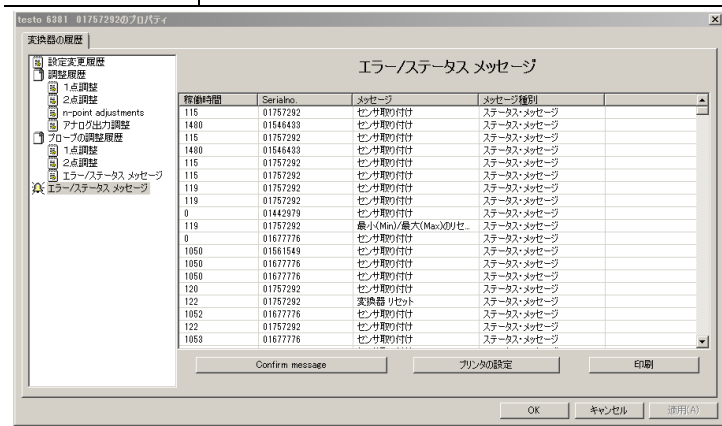 testo 6381 01757292のプロパティ
変換器の履歴
設定変更履歴
調整履歴
1点調整
2点調整
n-point adjustments
アナログ出力調整
プローブの調整履歴
1点調整
2点調整
エラー/ステータス メッセージ
エラー/ステータス メッセージ
エラー/ステータス メッセージ
稼働時間 Serialno. メッセージ メッセージ種別
115 01757292 センサ取り付け ステータス・メッセージ
1480 01546433 センサ取り付け ステータス・メッセージ
115 01757292 センサ取り付け ステータス・メッセージ
1480 01546433 センサ取り付け ステータス・メッセージ
115 01757292 センサ取り付け ステータス・メッセージ
115 01757292 センサ取り付け ステータス・メッセージ
119 01757292 センサ取り付け ステータス・メッセージ
119 01757292 センサ取り付け ステータス・メッセージ
0 01442979 センサ取り付け ステータス・メッセージ
119 01757292 最小(Min)/最大(Max)のリセ... ステータス・メッセージ
0 01677776 センサ取り付け ステータス・メッセージ
1050 01561549 センサ取り付け ステータス・メッセージ
1050 01677776 センサ取り付け ステータス・メッセージ
1050 01677776 センサ取り付け ステータス・メッセージ
120 01757292 センサ取り付け ステータス・メッセージ
122 01757292 変換器 リセット ステータス・メッセージ
1052 01677776 センサ取り付け ステータス・メッセージ
122 01757292 センサ取り付け ステータス・メッセージ
1053 01677776 センサ取り付け ステータス・メッセージ
Confirm message プリンタの設定 印刷
OK キャンセル 適用(A)